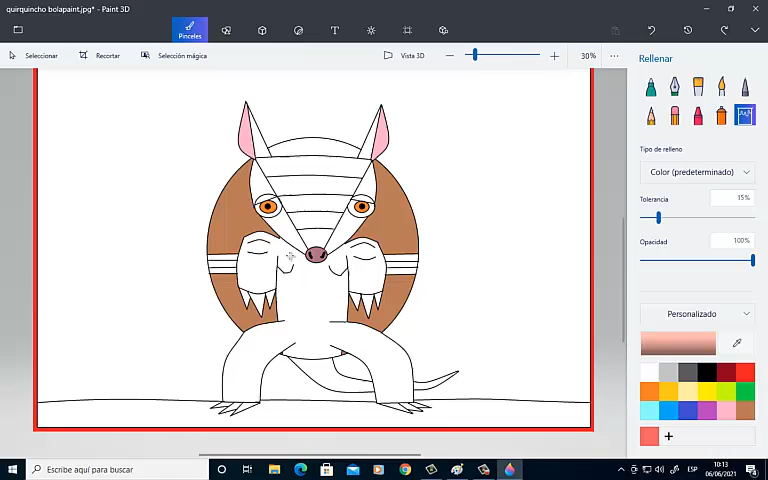 quirquincho bolapaint.jpg* - Paint 3D
Pinceles
Seleccionar
Recortar
Selección mágica
Vista 3D
30%
Rellenar
Tipo de relleno
Color (predeterminado)
Tolerancia
15%
Opacidad
100%
Personalizado
Escribe aquí para buscar
ESP
10:13
06/06/2021